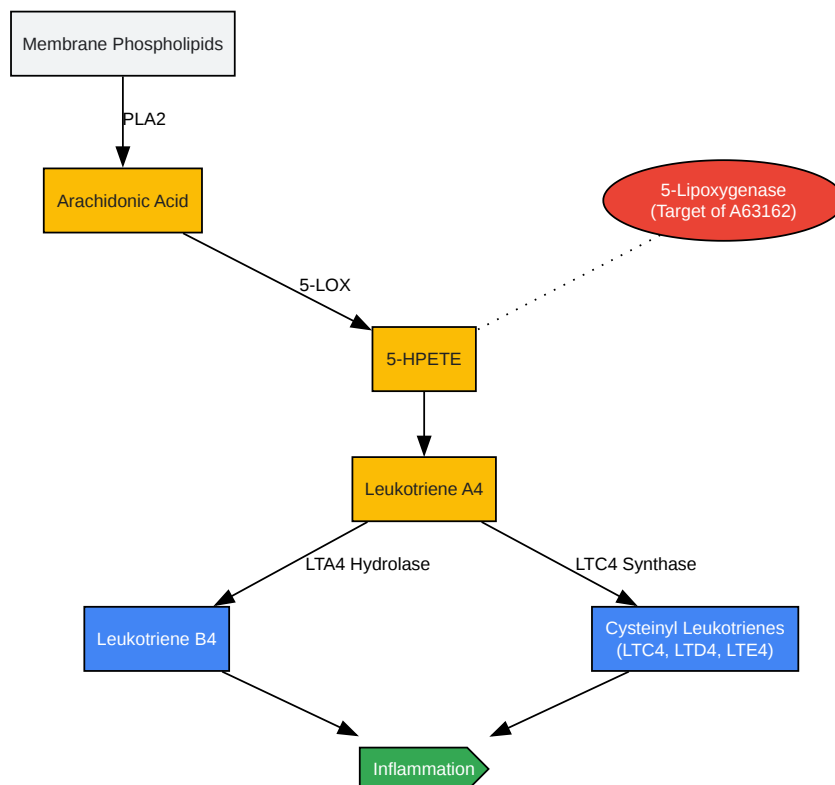 Membrane Phospholipids
PLA2
Arachidonic Acid
5-Lipoxygenase
(Target of A63162)
5-LOX
5-HPETE
Leukotriene A4
LTA4 Hydrolase
LTC4 Synthase
Leukotriene B4
Cysteinyl Leukotrienes
(LTC4, LTD4, LTE4)
Inflammation